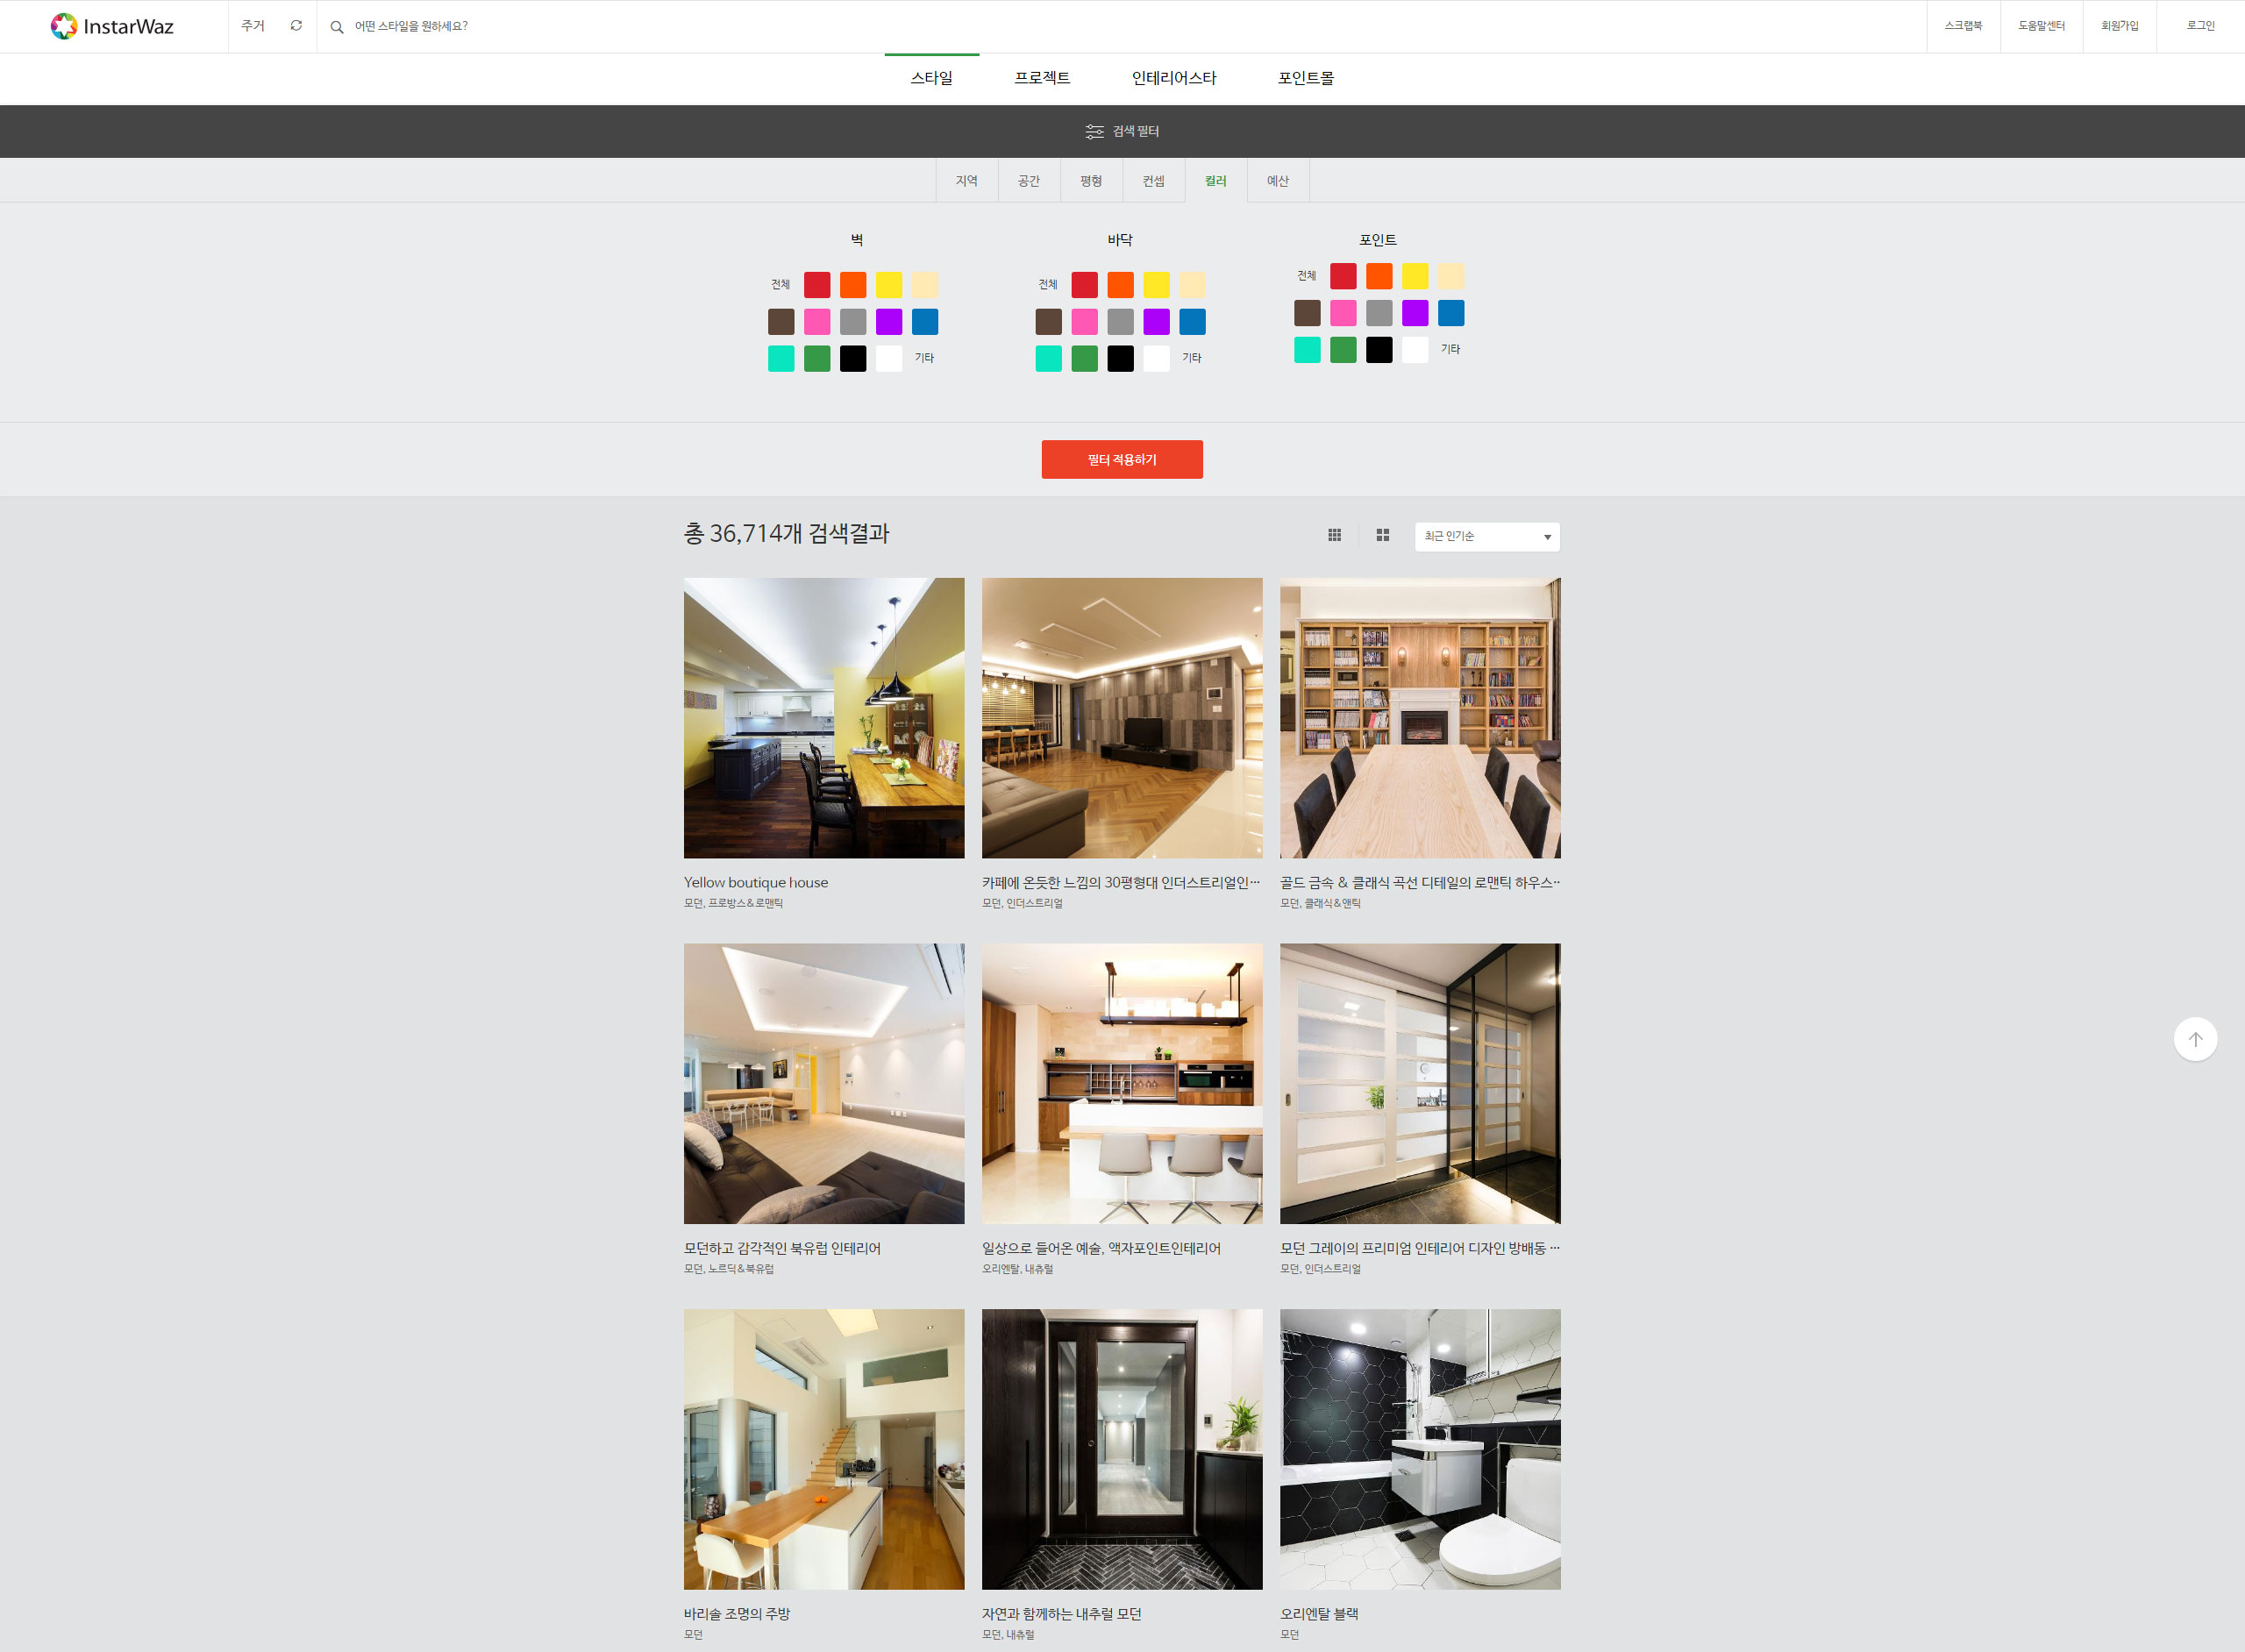 InstarWaz
주거
어떤 스타일을 원하세요?
스크랩북
도움말센터
회원가입
로그인
스타일
프로젝트
인테리어스타
포인트몰
검색 필터
지역
공간
평형
컨셉
컬러
예산
벽
전체
기타
바닥
전체
기타
포인트
전체
기타
필터 적용하기
총 36,714개 검색결과
최근 인기순
Yellow boutique house
모던, 프로방스&로맨틱
카페에 온듯한 느낌의 30평형대 인더스트리얼인···
모던, 인더스트리얼
골드 금속 & 클래식 곡선 디테일의 로맨틱 하우스··
모던, 클래식&앤틱
모던하고 감각적인 북유럽 인테리어
모던, 노르딕&북유럽
일상으로 들어온 예술, 액자포인트인테리어
오리엔탈, 내츄럴
모던 그레이의 프리미엄 인테리어 디자인 방배동 ···
모던, 인더스트리얼
바리솔 조명의 주방
모던
자연과 함께하는 내추럴 모던
모던, 내츄럴
오리엔탈 블랙
모던